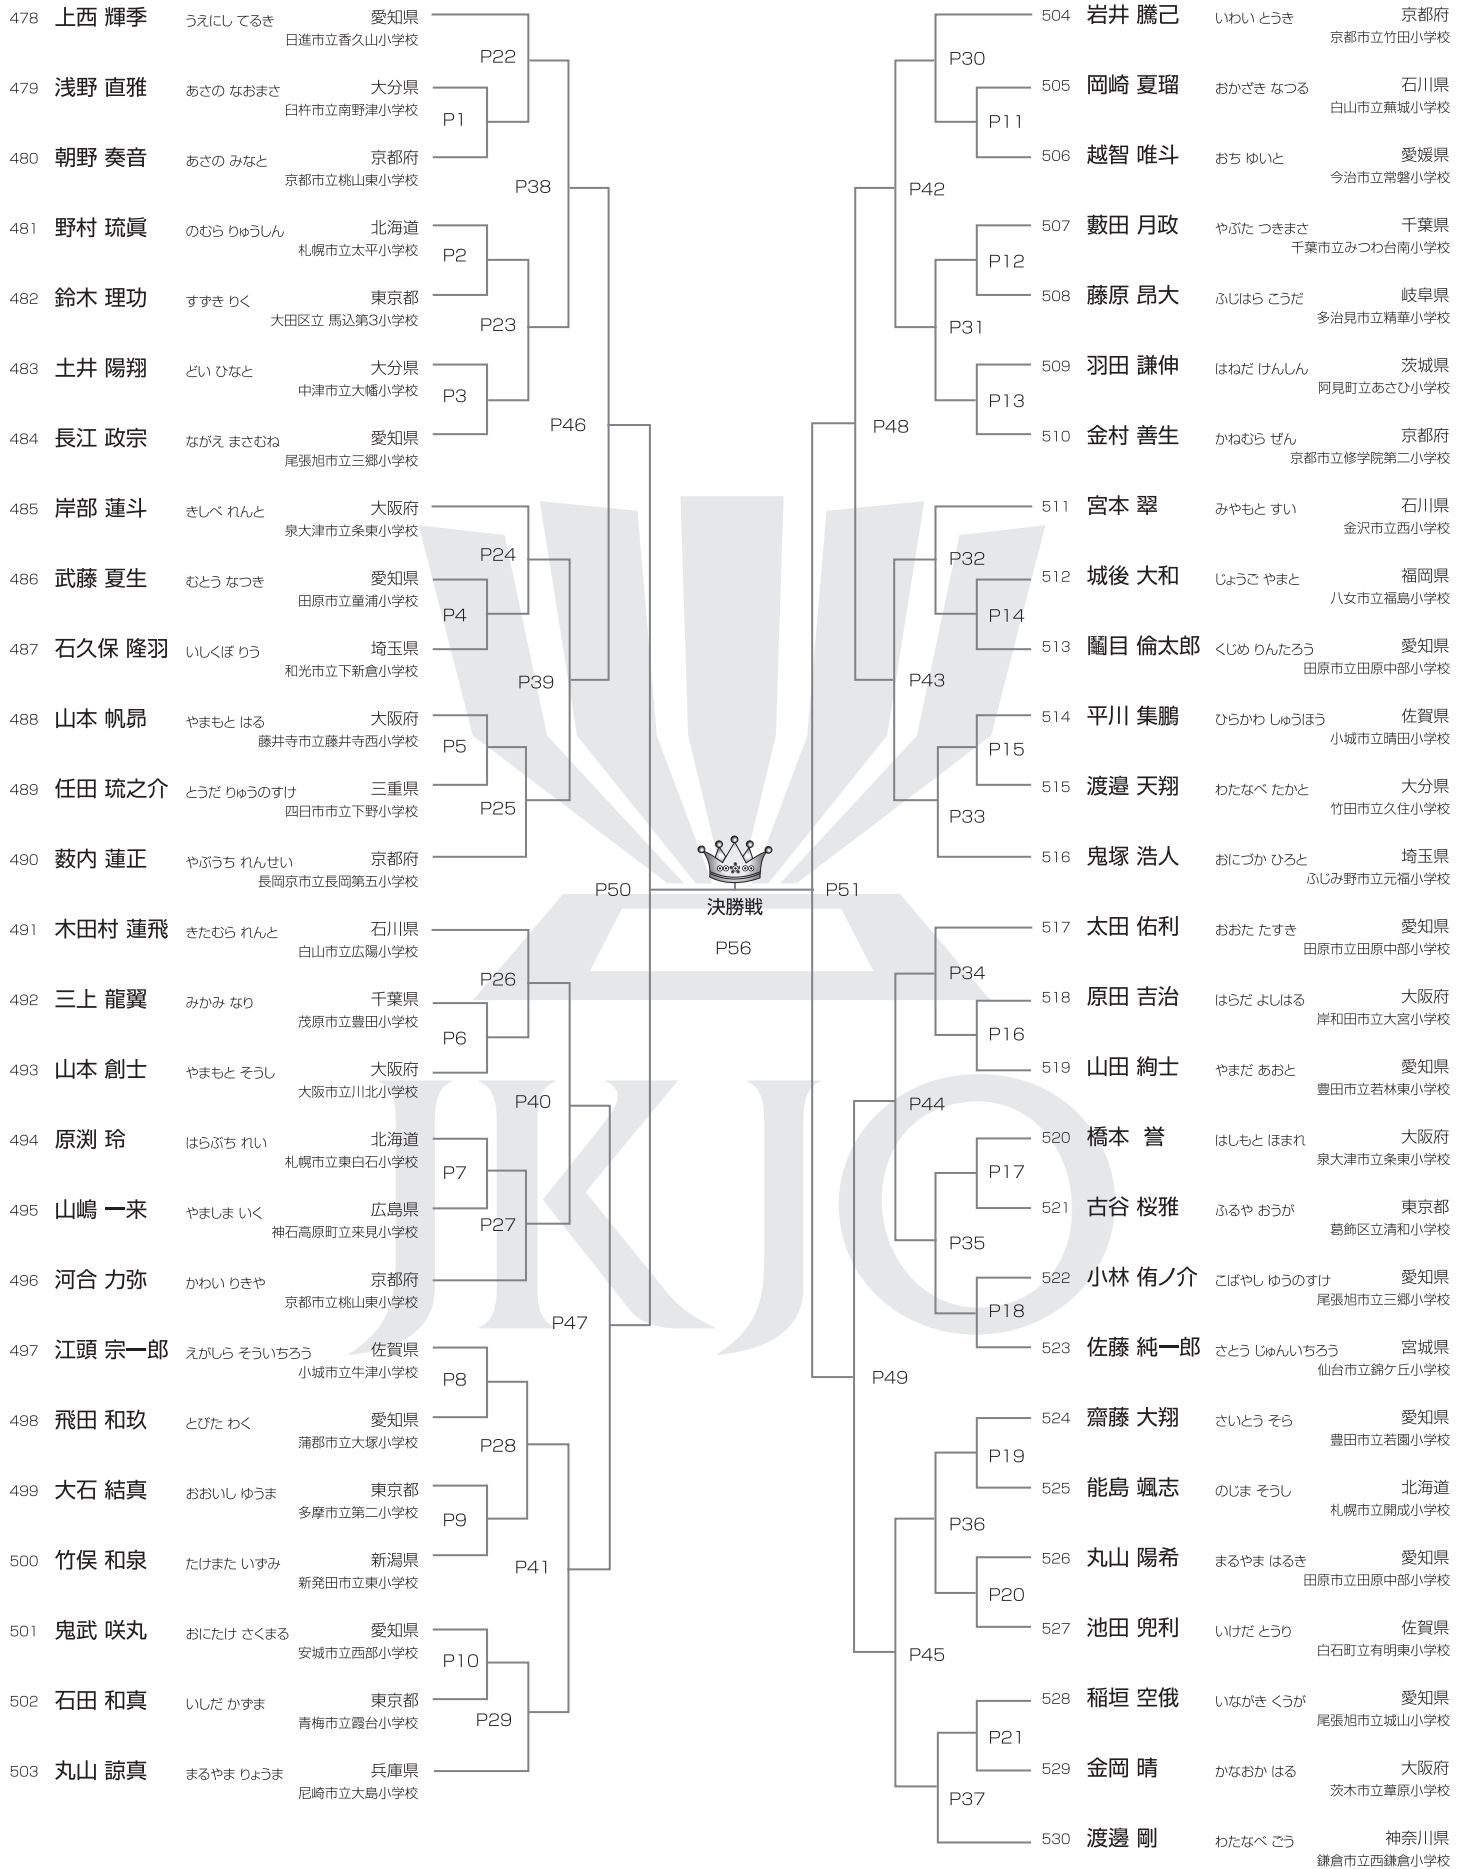 478 上西 輝季 うえにし てるき 愛知県
日進市立香久山小学校
P22
479 浅野 直雅 あさの なおまさ 大分県
臼杵市立南野津小学校
P1
480 朝野 奏音 あさの みなと 京都府
京都市立桃山東小学校
P38
481 野村 琉眞 のむら りゅうしん 北海道
札幌市立太平小学校
P2
482 鈴木 理功 すずき りく 東京都
大田区立 馬込第3小学校
P23
483 土井 陽翔 どい ひなと 大分県
中津市立大幡小学校
P3
P46
484 長江 政宗 ながえ まさむね 愛知県
尾張旭市立三郷小学校
485 岸部 蓮斗 きしべ れんと 大阪府
泉大津市立条東小学校
P24
486 武藤 夏生 むとう なつき 愛知県
田原市立童浦小学校
P4
487 石久保 隆羽 いしくぼ りう 埼玉県
和光市立下新倉小学校
P39
488 山本 帆昴 やまもと はる 大阪府
藤井寺市立藤井寺西小学校
P5
489 任田 琉之介 とうだ りゅうのすけ 三重県
四日市市立下野小学校
P25
490 薮内 蓮正 やぶうち れんせい 京都府
長岡京市立長岡第五小学校
P50
491 木田村 蓮飛 きたむら れんと 石川県
白山市立広陽小学校
P26
492 三上 龍翼 みかみ なり 千葉県
茂原市立豊田小学校
P6
493 山本 創士 やまもと そうし 大阪府
大阪市立川北小学校
P40
494 原渕 玲 はらぶち れい 北海道
札幌市立東白石小学校
P7
495 山嶋 一来 やましま いく 広島県
神石高原町立来見小学校
P27
496 河合 力弥 かわい りきや 京都府
京都市立桃山東小学校
P47
497 江頭 宗一郎 えがしら そういちろう 佐賀県
小城市立牛津小学校
P8
498 飛田 和玖 とびた わく 愛知県
蒲郡市立大塚小学校
P28
499 大石 結真 おおいし ゆうま 東京都
多摩市立第二小学校
P9
500 竹俣 和泉 たけまた いずみ 新潟県
新発田市立東小学校
P41
501 鬼武 咲丸 おにたけ さくまる 愛知県
安城市立西部小学校
P10
502 石田 和真 いしだ かずま 東京都
青梅市立霞台小学校
P29
503 丸山 諒真 まるやま りょうま 兵庫県
尼崎市立大島小学校
決勝戦
P56
JKJO
504 岩井 騰己 いわい とうき 京都府
京都市立竹田小学校
P30
505 岡崎 夏瑠 おかざき なつる 石川県
白山市立蕪城小学校
P11
506 越智 唯斗 おち ゆいと 愛媛県
今治市立常磐小学校
P42
507 藪田 月政 やぶた つきまさ 千葉県
千葉市立みつわ台南小学校
P12
508 藤原 昂大 ふじはら こうだ 岐阜県
多治見市立精華小学校
P31
509 羽田 謙伸 はねだ けんしん 茨城県
阿見町立あさひ小学校
P13
P48
510 金村 善生 かねむら ぜん 京都府
京都市立修学院第二小学校
511 宮本 翠 みやもと すい 石川県
金沢市立西小学校
P32
512 城後 大和 じょうご やまと 福岡県
八女市立福島小学校
P14
513 鬮目 倫太郎 くじめ りんたろう 愛知県
田原市立田原中部小学校
P43
514 平川 集鵬 ひらかわ しゅうほう 佐賀県
小城市立晴田小学校
P15
515 渡邉 天翔 わたなべ たかと 大分県
竹田市立久住小学校
P33
516 鬼塚 浩人 おにづか ひろと 埼玉県
ふじみ野市立元福小学校
P51
517 太田 佑利 おおた たすき 愛知県
田原市立田原中部小学校
P34
518 原田 吉治 はらだ よしはる 大阪府
岸和田市立大宮小学校
P16
519 山田 絢士 やまだ あおと 愛知県
豊田市立若林東小学校
P44
520 橋本 誉 はしもと ほまれ 大阪府
泉大津市立条東小学校
P17
521 古谷 桜雅 ふるや おうが 東京都
葛飾区立清和小学校
P35
522 小林 侑ノ介 こばやし ゆうのすけ 愛知県
尾張旭市立三郷小学校
P18
523 佐藤 純一郎 さとう じゅんいちろう 宮城県
仙台市立錦ケ丘小学校
P49
524 齋藤 大翔 さいとう そら 愛知県
豊田市立若園小学校
P19
525 能島 颯志 のじま そうし 北海道
札幌市立開成小学校
P36
526 丸山 陽希 まるやま はるき 愛知県
田原市立田原中部小学校
P20
527 池田 兜利 いけだ とうり 佐賀県
白石町立有明東小学校
P45
528 稲垣 空俄 いながき くうが 愛知県
尾張旭市立城山小学校
P21
529 金岡 晴 かなおか はる 大阪府
茨木市立葦原小学校
P37
530 渡邊 剛 わたなべ ごう 神奈川県
鎌倉市立西鎌倉小学校